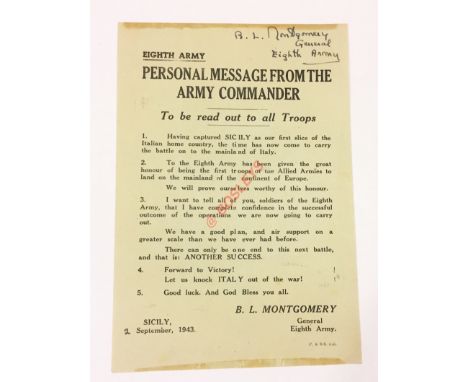 B. L. Montgomery
General
Eighth Army
EIGHTH ARMY
PERSONAL MESSAGE FROM THE
ARMY COMMANDER
To be read out to all Troops
1. Having captured SICILY as our first slice of the
Italian home country, the time has now come to carry
the battle on to the mainland of Italy.
2. To the Eighth Army has been given the great
honour of being the first troops of the Allied Armies to
land on the mainland of the continent of Europe.
We will prove ourselves worthy of this honour.
3. I want to tell all of you, soldiers of the Eighth
Army, that I have complete confidence in the successful
outcome of the operations we are now going to carry
out.
We have a good plan, and air support on a
greater scale than we have ever had before.
There can only be one end to this next battle,
and that is: ANOTHER SUCCESS.
4. Forward to Victory!
Let us knock ITALY out of the war!
5. Good luck. And God Bless you all.
B. L. MONTGOMERY
General
Eighth Army.
SICILY,
2 September, 1943.
@ BOSLEYS